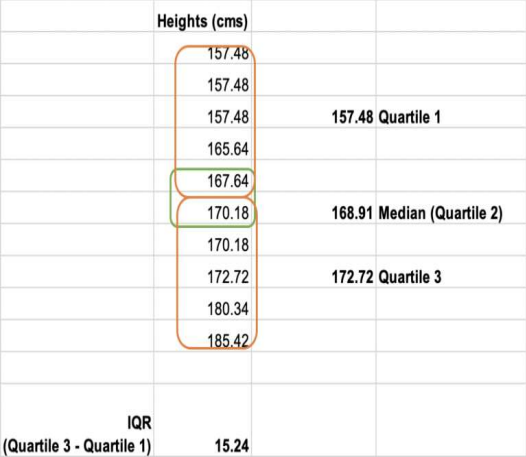 Heights (cms)
157.48
157.48
157.48 157.48 Quartile 1
165.64
167.64
170.18 168.91 Median (Quartile 2)
170.18
172.72 172.72 Quartile 3
180.34
185.42
IQR
(Quartile 3 - Quartile 1) 15.24